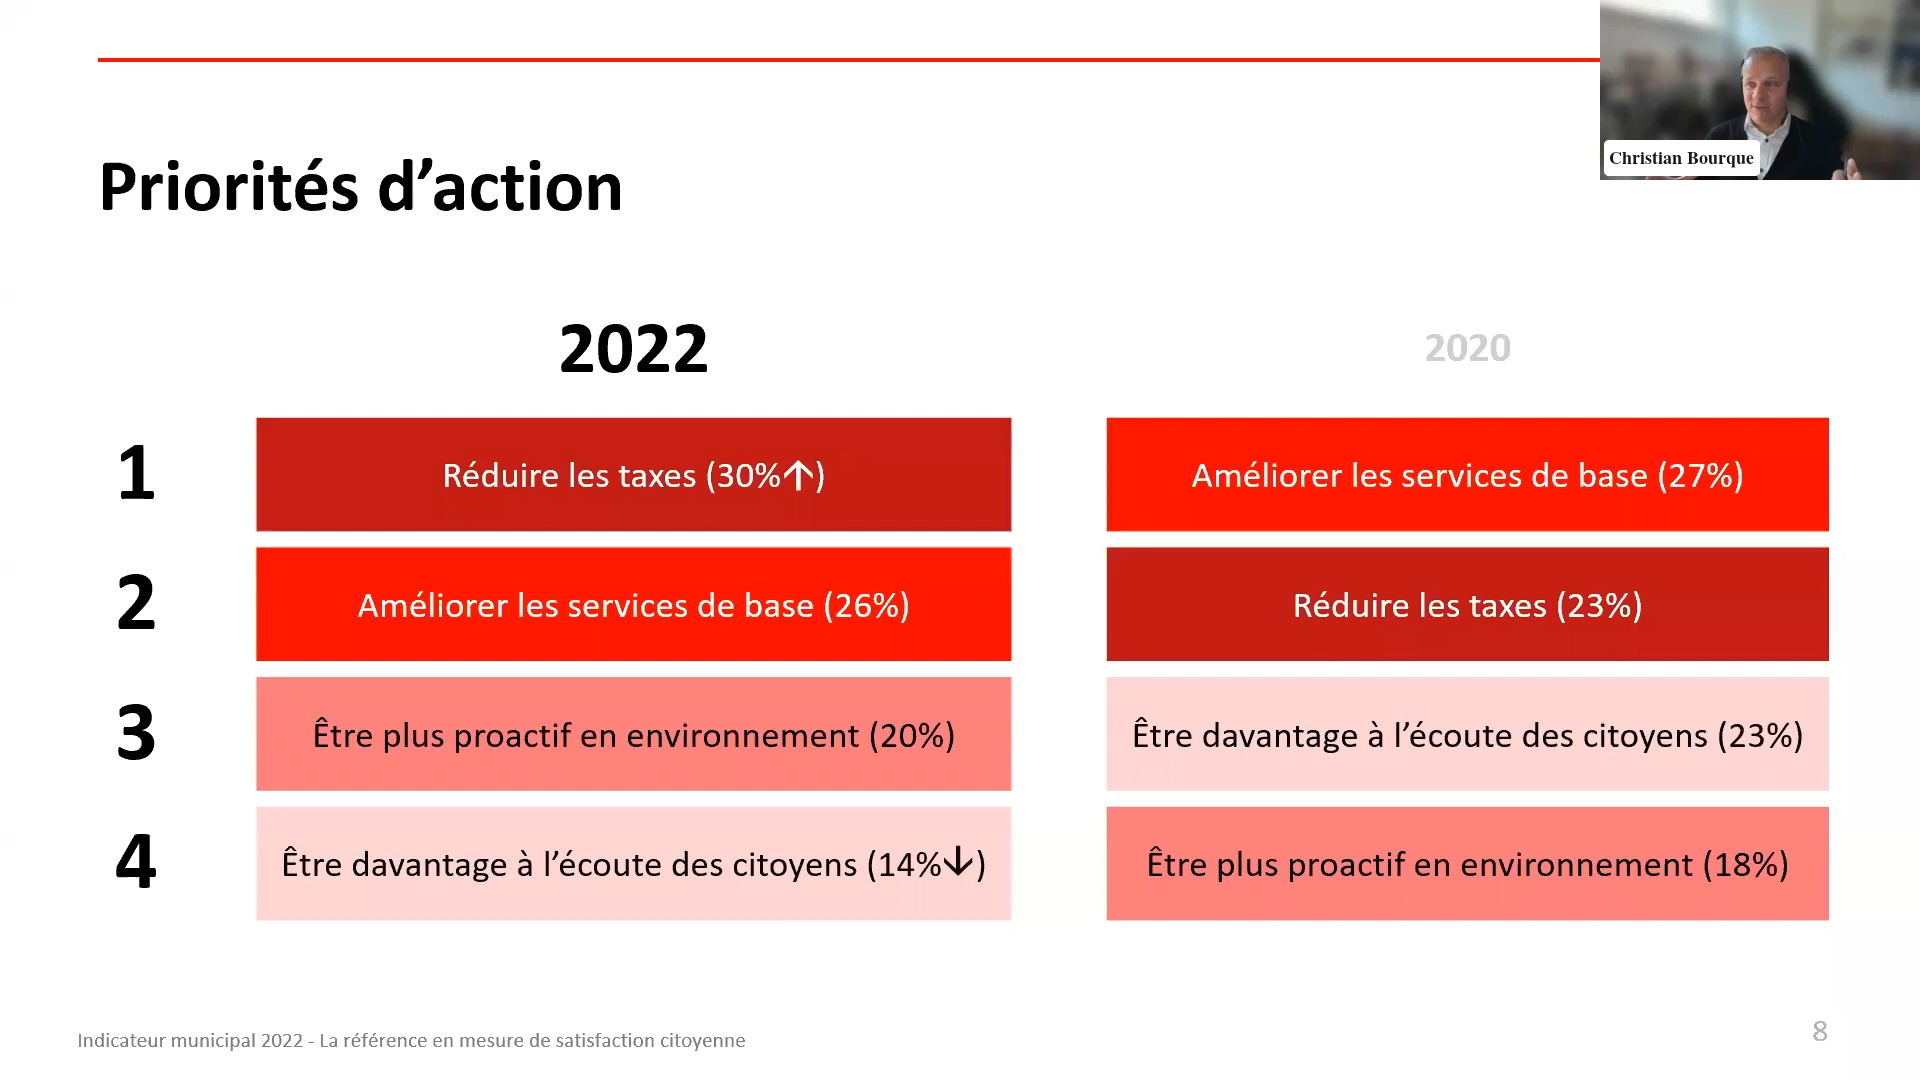 Christian Bourque
Priorités d’action
2022
2020
1
Réduire les taxes (30%↑)
Améliorer les services de base (27%)
2
Améliorer les services de base (26%)
Réduire les taxes (23%)
3
Être plus proactif en environnement (20%)
Être davantage à l’écoute des citoyens (23%)
4
Être davantage à l’écoute des citoyens (14%↓)
Être plus proactif en environnement (18%)
Indicateur municipal 2022 - La référence en mesure de satisfaction citoyenne
8